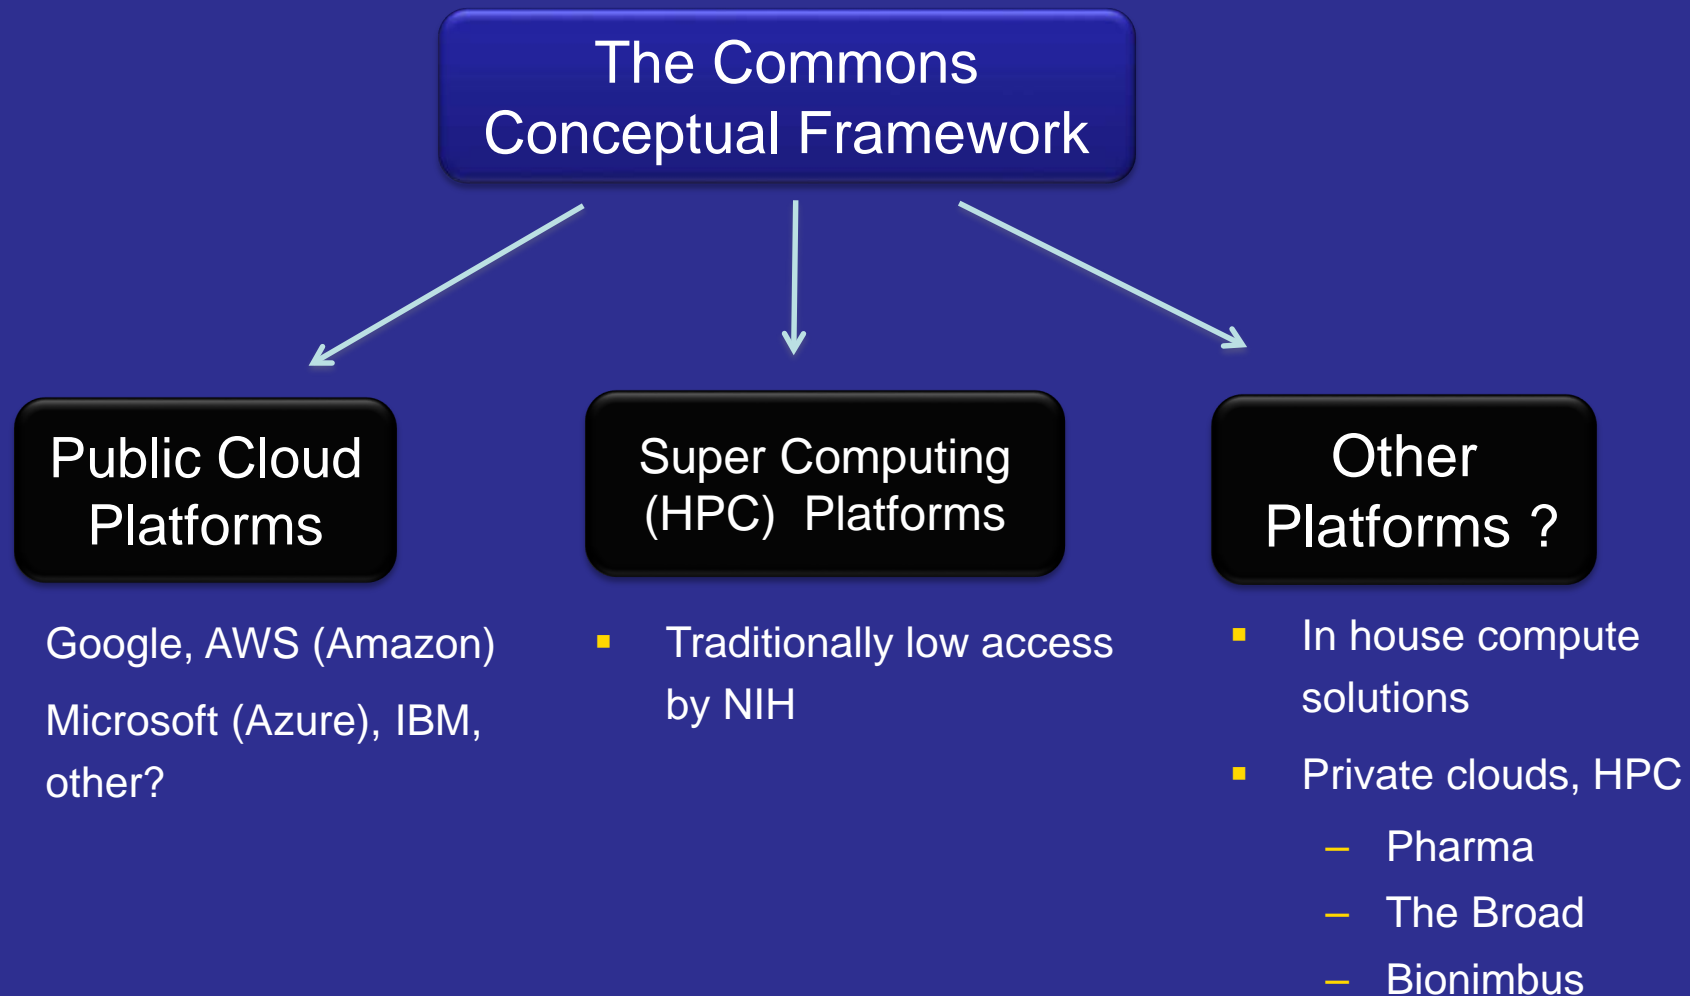 The Commons
Conceptual Framework
Public Cloud
Platforms
Google, AWS (Amazon)
Microsoft (Azure), IBM,
other?
Super Computing
(HPC) Platforms
▪ Traditionally low access
by NIH
Other
Platforms ?
▪ In house compute
solutions
▪ Private clouds, HPC
– Pharma
– The Broad
– Bionimbus